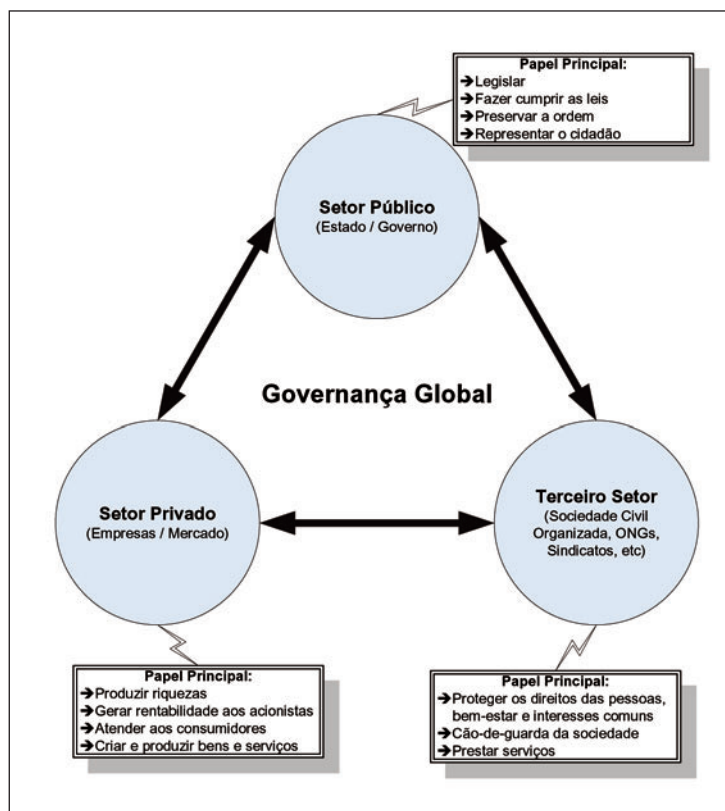 Papel Principal:
➔Legislar
➔Fazer cumprir as leis
➔Preservar a ordem
➔Representar o cidadão
Setor Público
(Estado / Governo)
Governança Global
Setor Privado
(Empresas / Mercado)
Terceiro Setor
(Sociedade Civil
Organizada, ONGs,
Sindicatos, etc)
Papel Principal:
➔Produzir riquezas
➔Gerar rentabilidade aos acionistas
➔Atender aos consumidores
➔Criar e produzir bens e serviços
Papel Principal:
➔Proteger os direitos das pessoas,
bem-estar e interesses comuns
➔Cão-de-guarda da sociedade
➔Prestar serviços